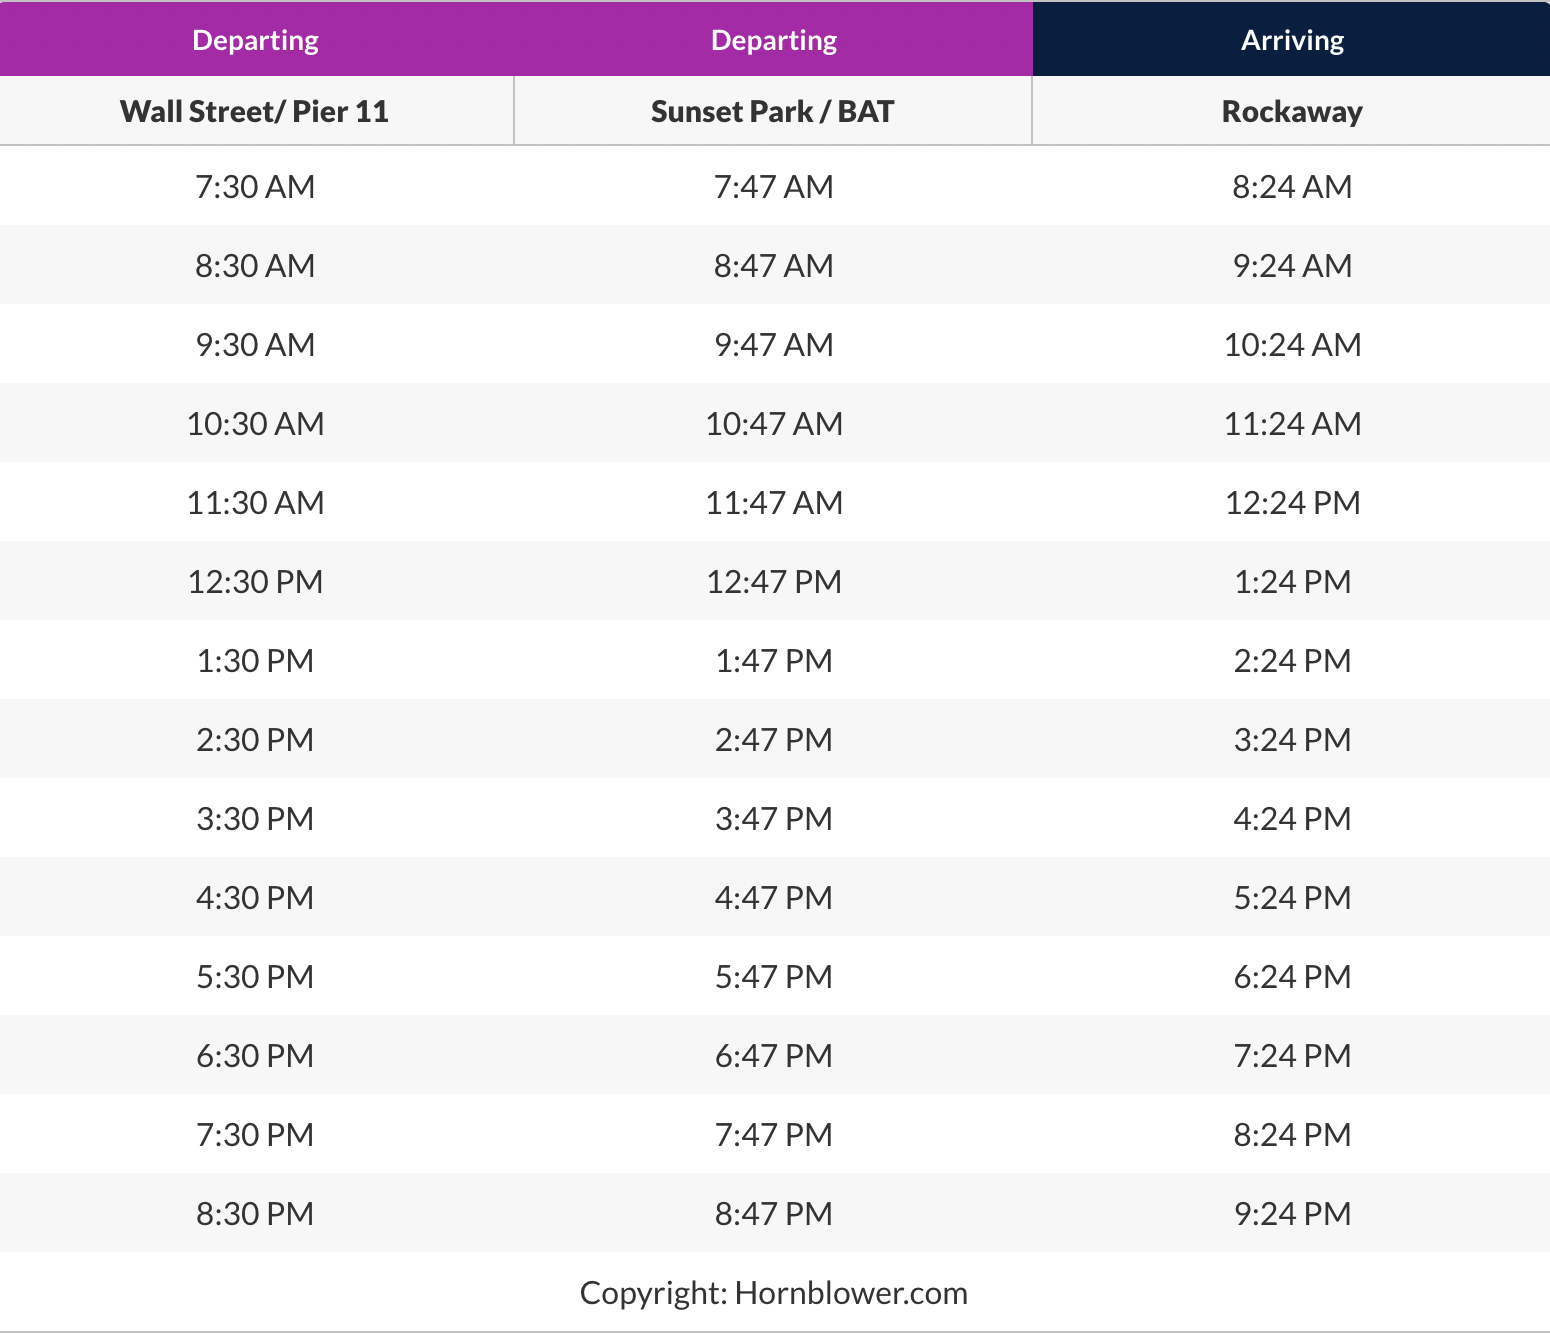 Departing Departing Arriving
Wall Street/ Pier 11 Sunset Park / BAT Rockaway
7:30 AM 7:47 AM 8:24 AM
8:30 AM 8:47 AM 9:24 AM
9:30 AM 9:47 AM 10:24 AM
10:30 AM 10:47 AM 11:24 AM
11:30 AM 11:47 AM 12:24 PM
12:30 PM 12:47 PM 1:24 PM
1:30 PM 1:47 PM 2:24 PM
2:30 PM 2:47 PM 3:24 PM
3:30 PM 3:47 PM 4:24 PM
4:30 PM 4:47 PM 5:24 PM
5:30 PM 5:47 PM 6:24 PM
6:30 PM 6:47 PM 7:24 PM
7:30 PM 7:47 PM 8:24 PM
8:30 PM 8:47 PM 9:24 PM
Copyright: Hornblower.com